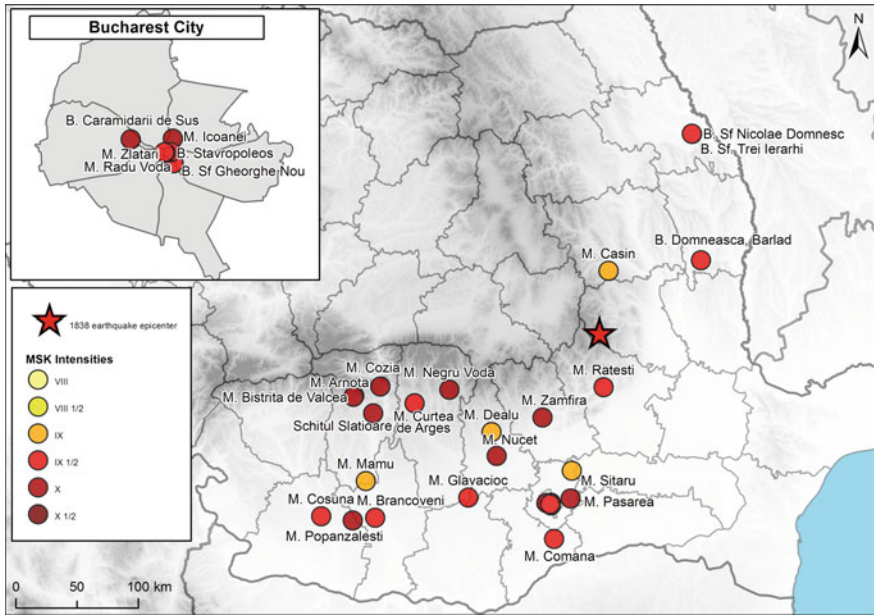 Bucharest City
B. Caramidarii de Sus
M. Icoanei
M. Zlatari
B. Stavropoleos
M. Radu Voda
B. Sf Gheorghe Nou
N
B. Sf Nicolae Domnesc
B. Sf. Trei Ierarhi
M. Casin
B. Domneasca, Barlad
1838 earthquake epicenter
MSK Intensities
VIII
VIII 1/2
IX
IX 1/2
X
X 1/2
M. Cozia
M. Arnota
M. Negru Voda
M. Ratesti
M. Bistrita de Valcea
M. Zamfira
M. Curtea
de Arges
M. Dealu
Schitul Slatioare
M. Nucet
M. Mamu
M. Sitaru
M. Glavacioc
M. Cosuna
M. Brancoveni
M. Pasarea
M. Popanzalesti
M. Comana
0 50 100 km